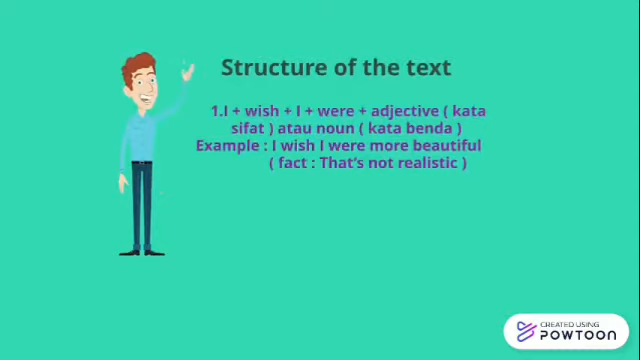 Structure of the text
1.I + wish + I + were + adjective ( kata
sifat ) atau noun ( kata benda )
Example : I wish I were more beautiful
( fact : That's not realistic )
CREATED USING
POWTOON